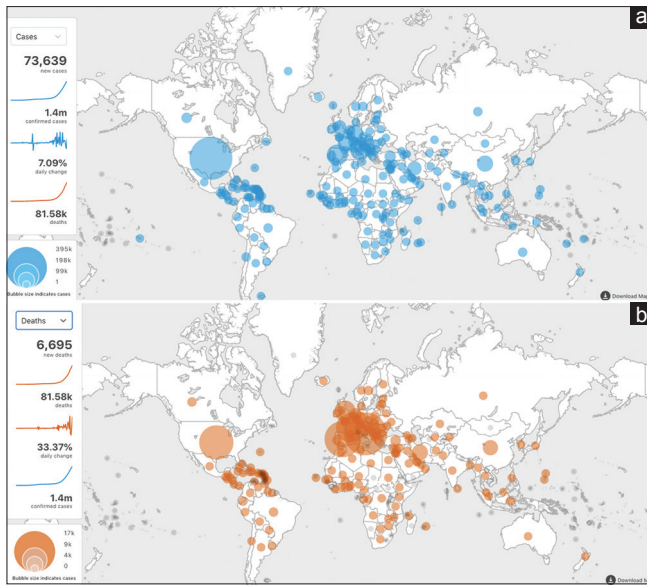 a
Cases
73,639
new cases
1.4m
confirmed cases
7.09%
daily change
81.58k
deaths
395k
198k
99k
1
Bubble size indicates cases
Download Map
b
Deaths
6,695
new deaths
81.58k
deaths
33.37%
daily change
1.4m
confirmed cases
17k
9k
4k
0
Bubble size indicates cases
Download Map